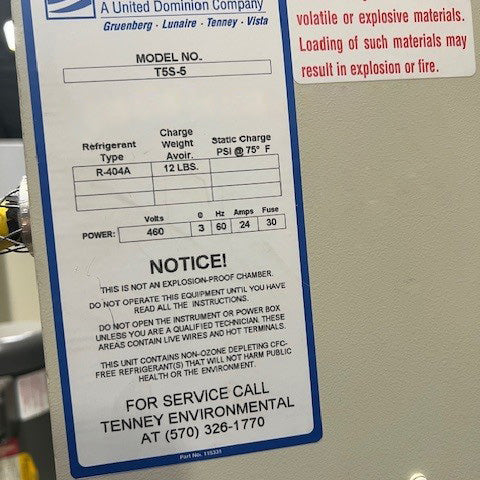 A United Dominion Company
Gruenberg · Lunaire · Tenney · Vista
MODEL NO.
T5S-5
Refrigerant Type
Charge Weight Avoir.
Static Charge PSI @ 75° F
R-404A 12 LBS.
Volts Ø Hz Amps Fuse
POWER: 460 3 60 24 30
NOTICE!
THIS IS NOT AN EXPLOSION-PROOF CHAMBER.
DO NOT OPERATE THIS EQUIPMENT UNTIL YOU HAVE
READ ALL THE INSTRUCTIONS.
DO NOT OPEN THE INSTRUMENT OR POWER BOX
UNLESS YOU ARE A QUALIFIED TECHNICIAN. THESE
AREAS CONTAIN LIVE WIRES AND HOT TERMINALS.
THIS UNIT CONTAINS NON-OZONE DEPLETING CFC-
FREE REFRIGERANT(S) THAT WILL NOT HARM PUBLIC
HEALTH OR THE ENVIRONMENT.
FOR SERVICE CALL
TENNEY ENVIRONMENTAL
AT (570) 326-1770
Part No. 115331
volatile or explosive materials.
Loading of such materials may
result in explosion or fire.